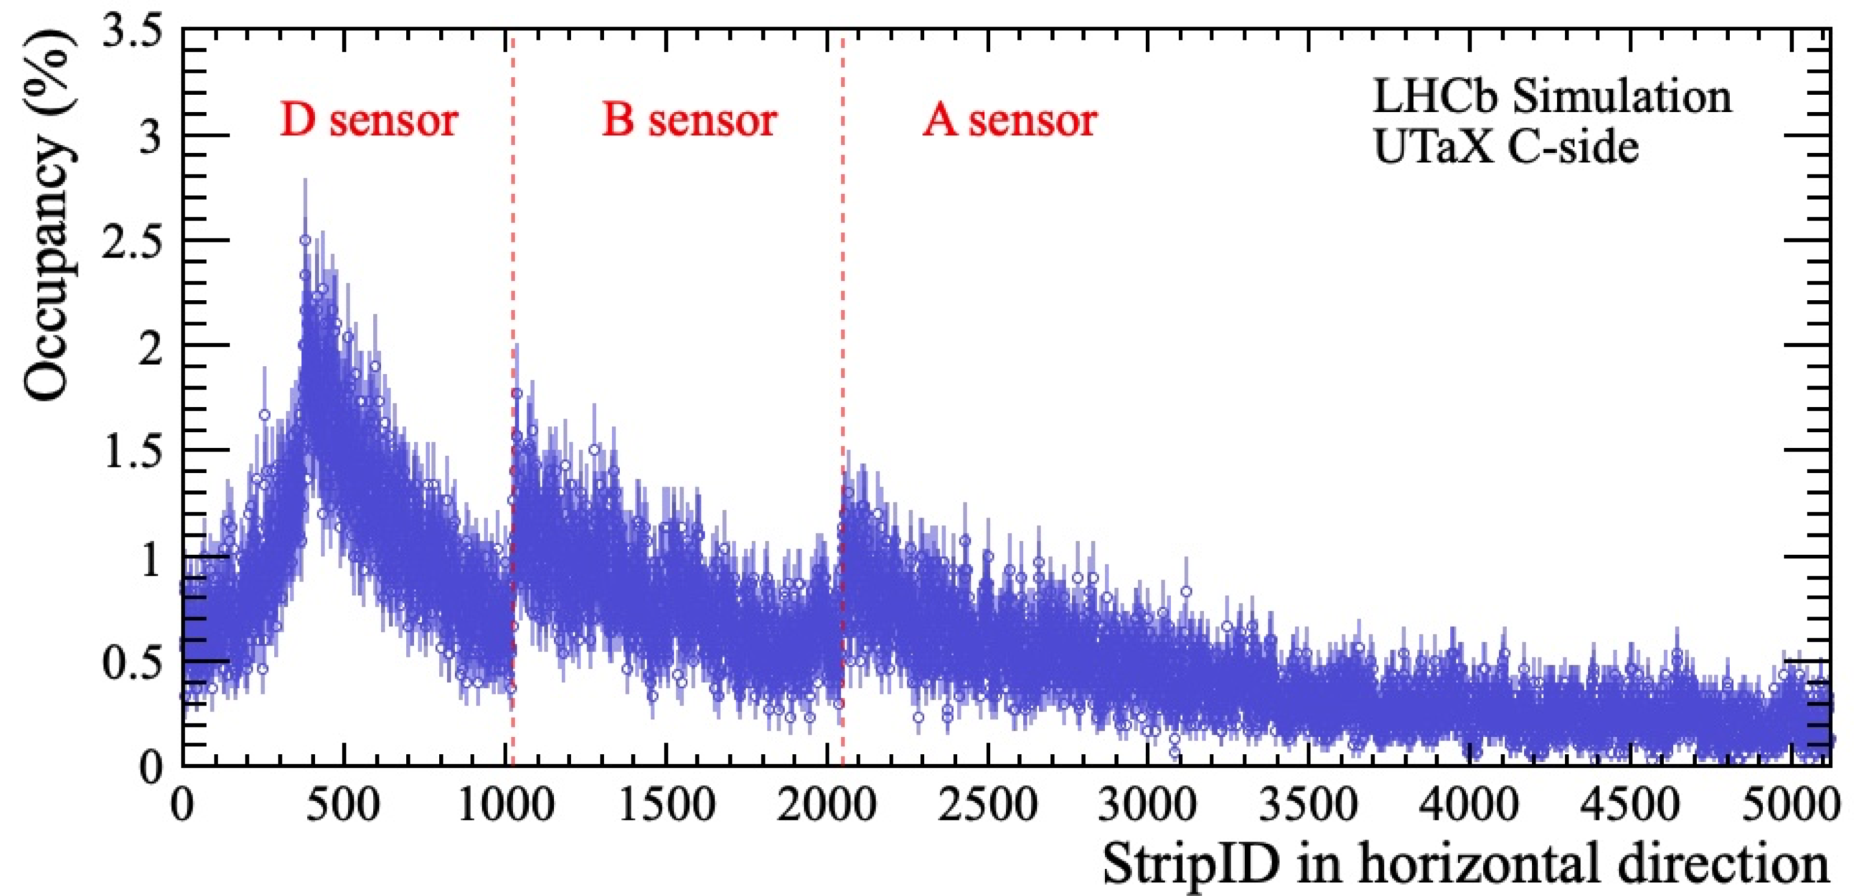 3.5
3
2.5
2
1.5
1
0.5
0
Occupancy (%)
D sensor
B sensor
A sensor
LHCb Simulation
UTaX C-side
0 500 1000 1500 2000 2500 3000 3500 4000 4500 5000
StripID in horizontal direction